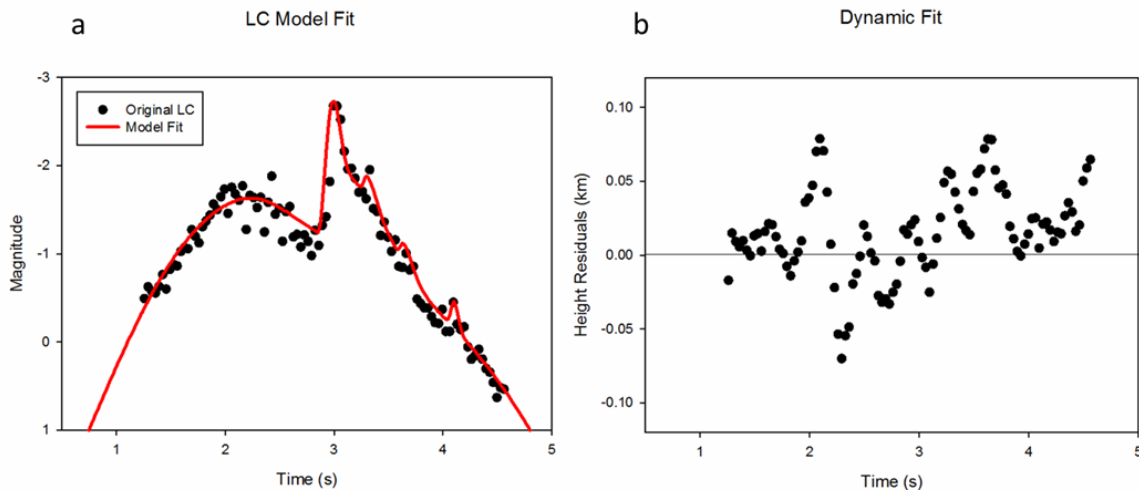 a
LC Model Fit
-3
-2
-1
0
1
Magnitude
Original LC
Model Fit
1
2
3
4
5
Time (s)
b
Dynamic Fit
0.10
0.05
0.00
-0.05
-0.10
Height Residuals (km)
1
2
3
4
5
Time (s)